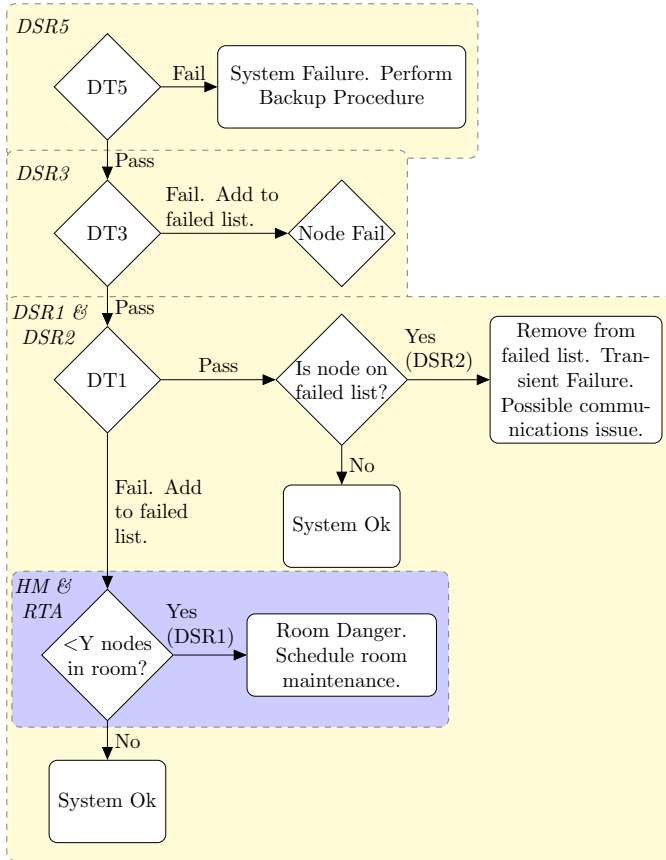 DSR5
DT5
Fail
System Failure. Perform
Backup Procedure
Pass
DSR3
DT3
Fail. Add to
failed list.
Node Fail
Pass
DSR1 &
DSR2
DT1
Pass
Is node on
failed list?
Yes
(DSR2)
Remove from
failed list. Tran-
sient Failure.
Possible commu-
nications issue.
No
System Ok
Fail. Add
to failed
list.
HM &
RTA
<Y nodes
in room?
Yes
(DSR1)
Room Danger.
Schedule room
maintenance.
No
System Ok